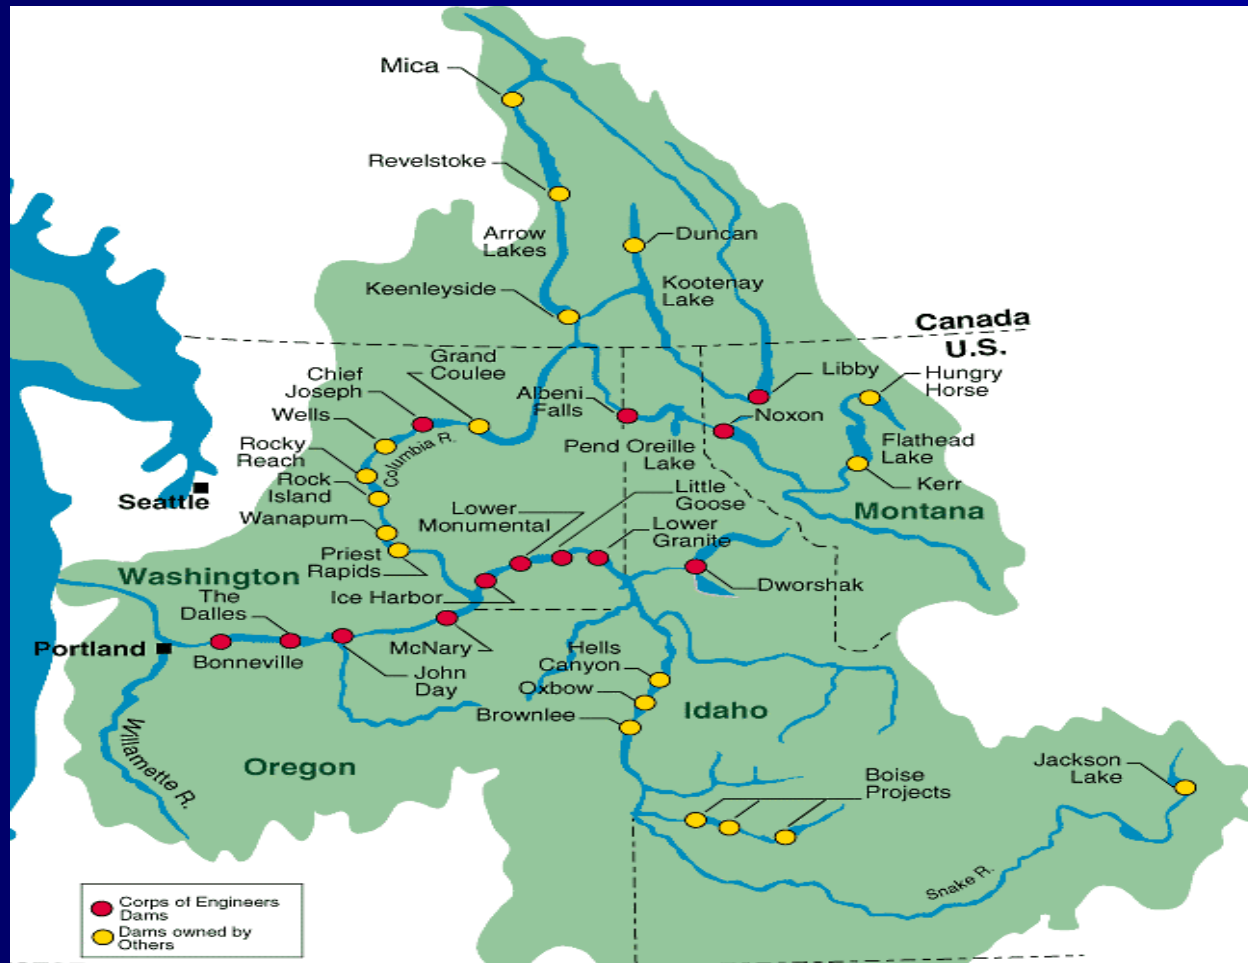 Mica
Revelstoke
Arrow
Lakes
Duncan
Keenleyside
Kootenay
Lake
Canada
U.S.
Grand
Coulee
Chief
Joseph
Libby
Hungry
Horse
Albeni
Falls
Wells
Noxon
Columbia R.
Rocky
Reach
Pend Oreille
Lake
Flathead
Lake
Rock
Island
Kerr
Seattle
Little
Goose
Wanapum
Lower
Monumental
Montana
Lower
Granite
Priest
Rapids
Washington
Dworshak
Ice Harbor
The
Dalles
Portland
McNary
Hells
Canyon
Bonneville
John
Day
Oxbow
Brownlee
Idaho
Willamette R.
Oregon
Jackson
Lake
Boise
Projects
Snake R.
Corps of Engineers
Dams
Dams owned by
Others